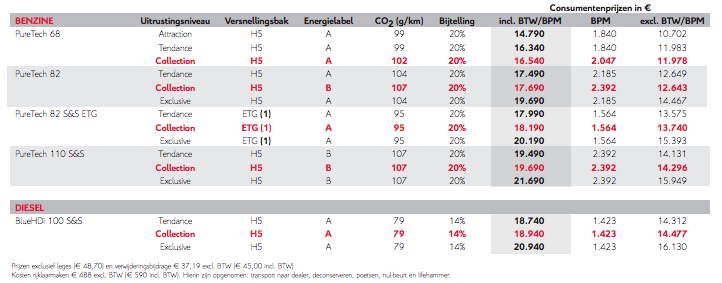 Consumentenprijzen in €
BENZINE Uitrustingsniveau Versnellingsbak Energielabel CO2 (g/km) Bijtelling incl. BTW/BPM BPM excl. BTW/BPM
PureTech 68 Attraction H5 A 99 20% 14.790 1.840 10.702
Tendance H5 A 99 20% 16.340 1.840 11.983
Collection H5 A 102 20% 16.540 2.047 11.978
PureTech 82 Tendance H5 A 104 20% 17.490 2.185 12.649
Collection H5 B 107 20% 17.690 2.392 12.643
Exclusive H5 A 104 20% 19.690 2.185 14.467
PureTech 82 S&S ETG Tendance ETG (1) A 95 20% 17.990 1.564 13.575
Collection ETG (1) A 95 20% 18.190 1.564 13.740
Exclusive ETG (1) A 95 20% 20.190 1.564 15.393
PureTech 110 S&S Tendance H5 B 107 20% 19.490 2.392 14.131
Collection H5 B 107 20% 19.690 2.392 14.296
Exclusive H5 B 107 20% 21.690 2.392 15.949
DIESEL
BlueHDi 100 S&S Tendance H5 A 79 14% 18.740 1.423 14.312
Collection H5 A 79 14% 18.940 1.423 14.477
Exclusive H5 A 79 14% 20.940 1.423 16.130
Prijzen exclusief leges (€ 48,70) en verwijderingsbijdrage € 37,19 excl. BTW (€ 45,00 incl. BTW)
Kosten rijklaarmaken € 488 excl. BTW (€ 590 incl. BTW). Hierin zijn opgenomen: transport naar dealer, deconserveren, poetsen, nul-beurt en lifehammer.